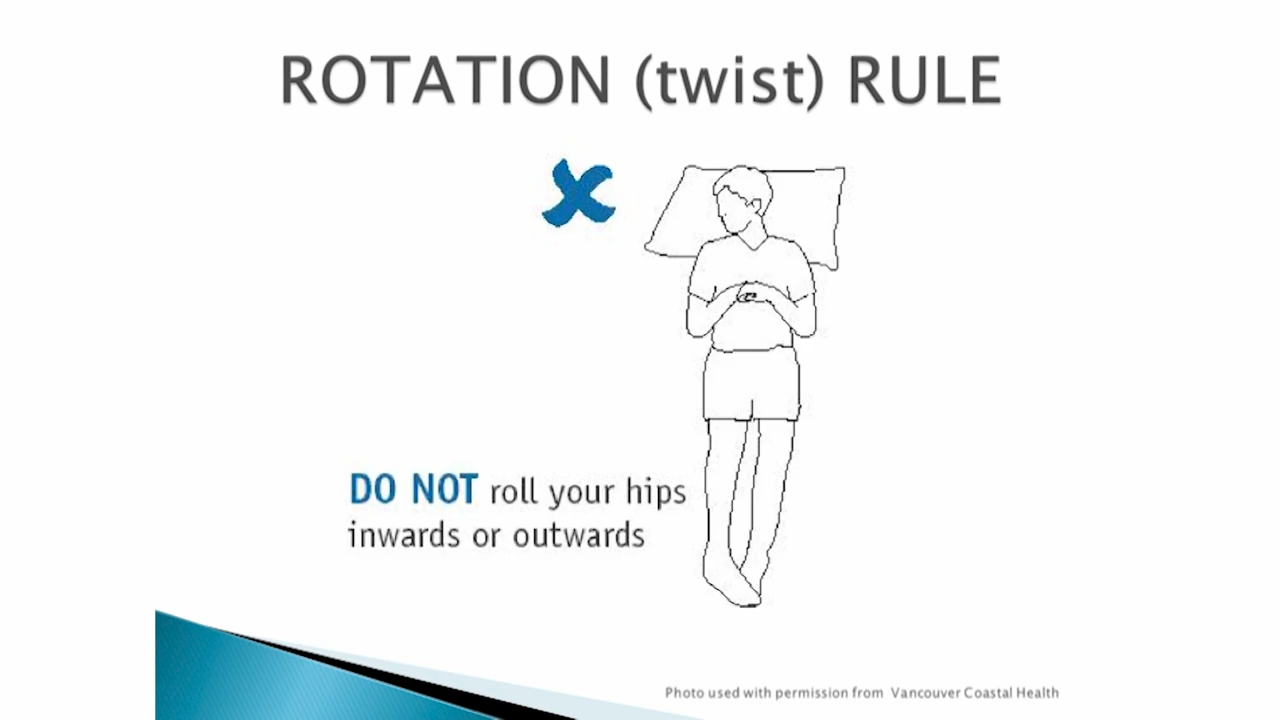 ROTATION (twist) RULE
DO NOT roll your hips
inwards or outwards
Photo used with permission from Vancouver Coastal Health